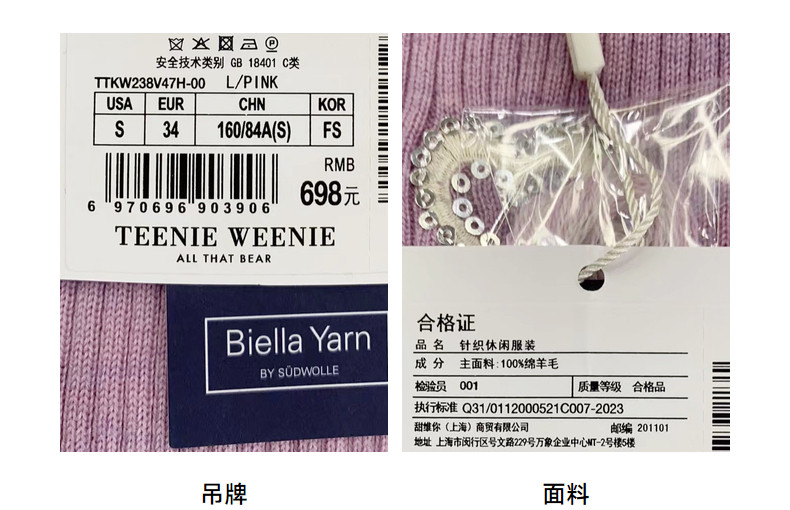 安全技术类别 GB 18401 C类
TTKW238V47H-00 L/PINK
USA EUR CHN KOR
S 34 160/84A(S) FS
RMB
698元
6 970696 903906
TEENIE WEENIE
ALL THAT BEAR
Biella Yarn
BY SÜDWOLLE
吊牌
合格证
品名 针织休闲服装
成分 主面料:100%绵羊毛
检验员 001 质量等级 合格品
执行标准 Q31/0112000521C007-2023
甜维你（上海）商贸有限公司 邮编 201101
地址 上海市闵行区号文路229号万象企业中心MT-2号楼5楼
面料